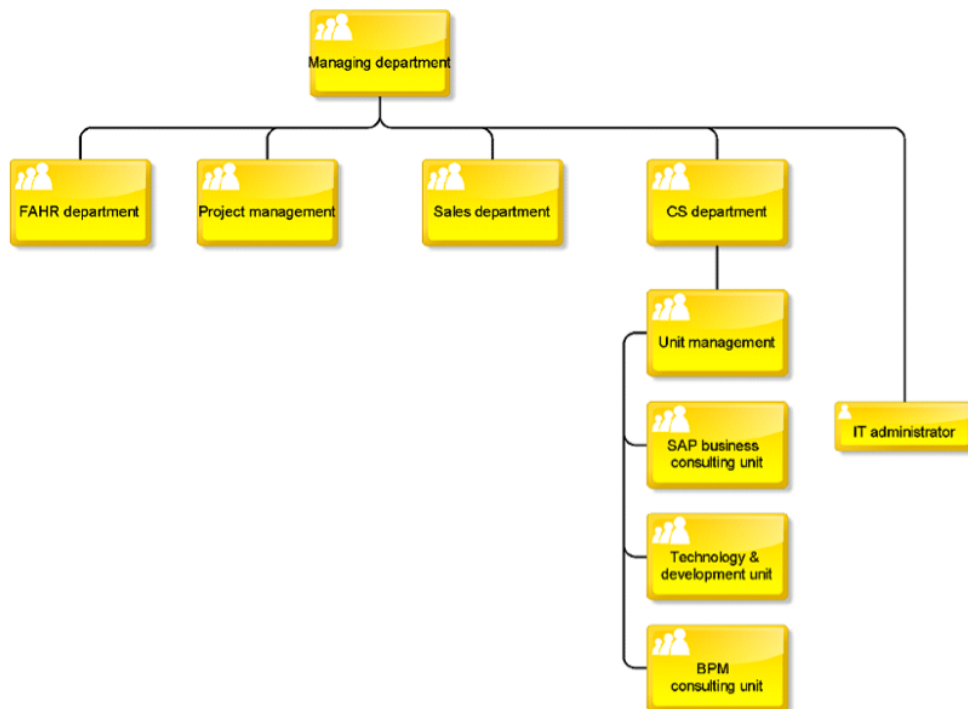 Managing department
FAHR department
Project management
Sales department
CS department
Unit management
SAP business
consulting unit
IT administrator
Technology &
development unit
BPM
consulting unit